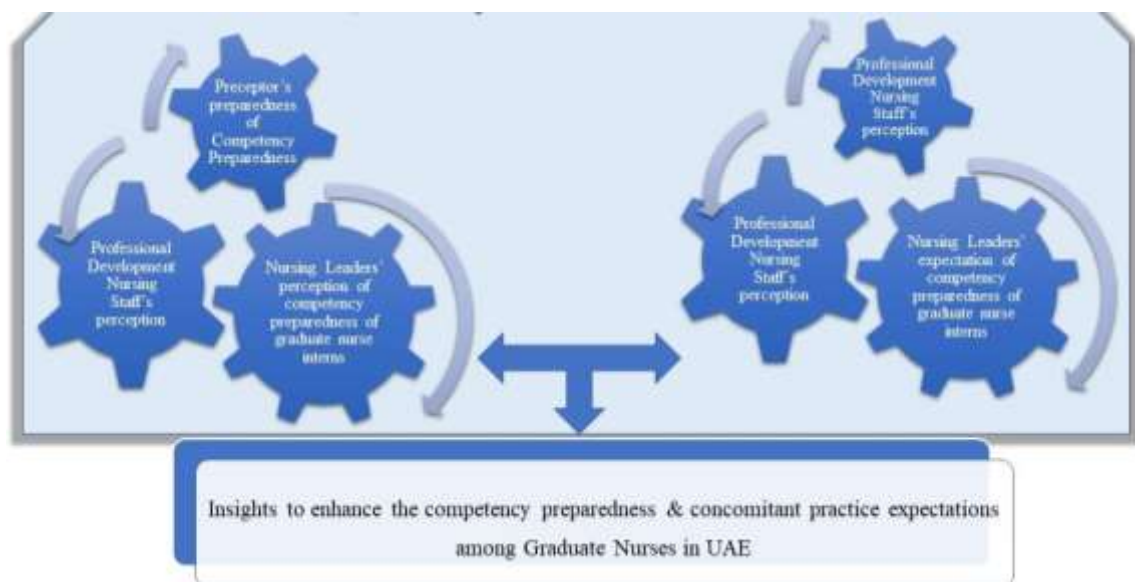 Preceptor's
preparedness
of
Competency
Preparedness
Professional
Development
Nursing
Staff's
perception
Nursing Leaders'
perception of
competency
preparedness of
graduate nurse
interns
Professional
Development
Nursing
Staff's
perception
Professional
Development
Nursing
Staff's
perception
Nursing Leaders'
expectation of
competency
preparedness of
graduate nurse
interns
Insights to enhance the competency preparedness & concomitant practice expectations
among Graduate Nurses in UAE